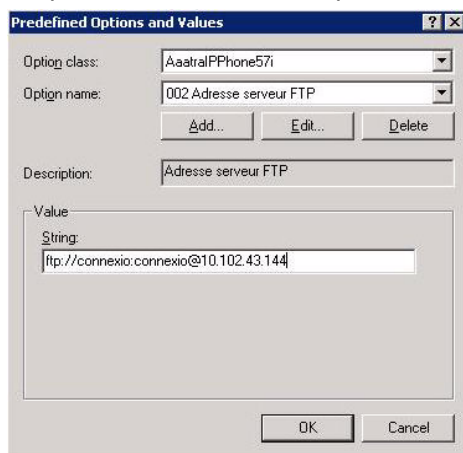 Predefined Options and Values
Option class:
AaatralPPhone57i
Option name:
002 Adresse serveur FTP
Add...
Edit...
Delete
Description:
Adresse serveur FTP
Value
String:
ftp://connexio:connexio@10.102.43.144
OK
Cancel